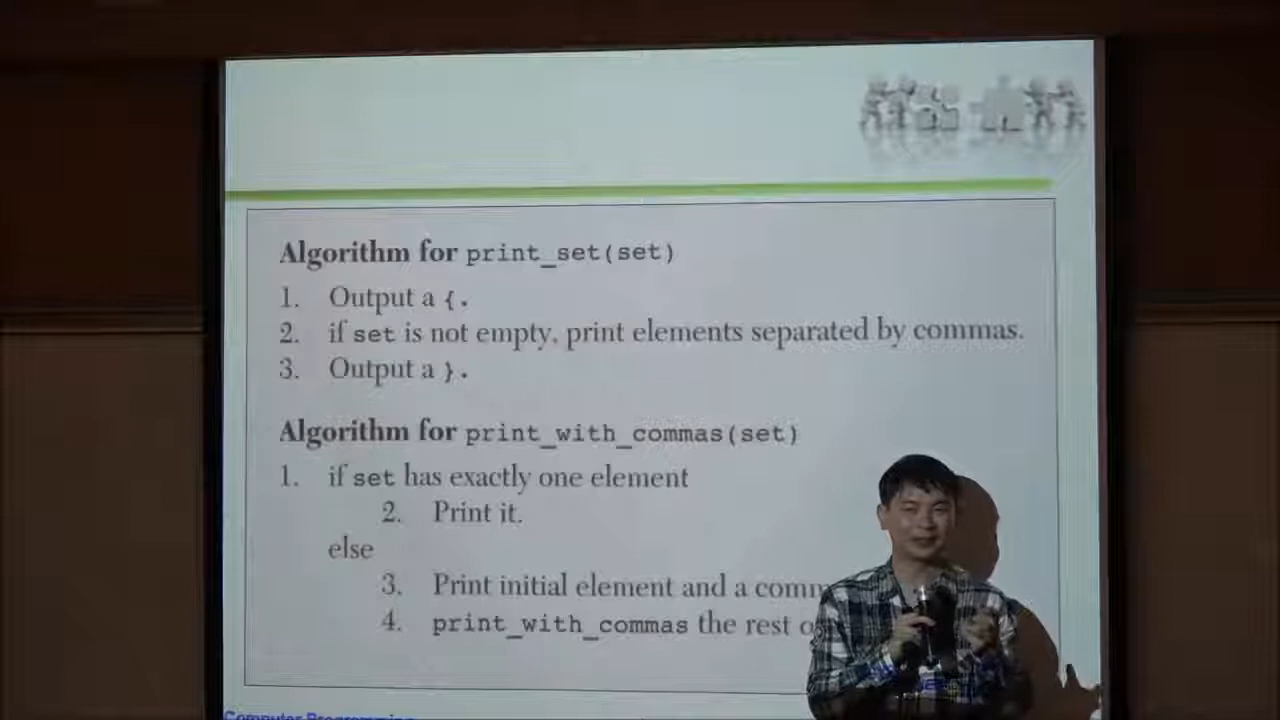 Algorithm for print_set(set)
1. Output a {.
2. if set is not empty, print elements separated by commas.
3. Output a }.
Algorithm for print_with_commas(set)
1. if set has exactly one element
2. Print it.
else
3. Print initial element and a
4. print_with_commas the rest
Computer Programming